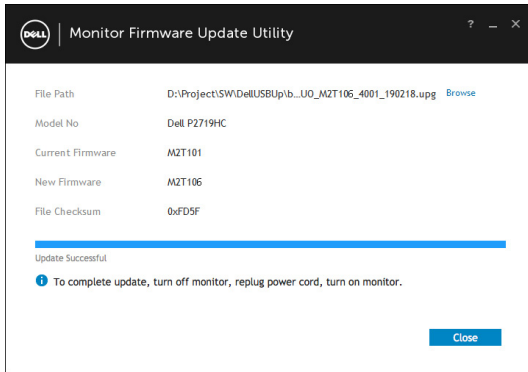 DELL
Monitor Firmware Update Utility
?
File Path D:\Project\SW\DellUSBUp\b...UO_M2T106_4001_190218.upg Browse
Model No Dell P2719HC
Current Firmware M2T101
New Firmware M2T106
File Checksum 0xFD5F
Update Successful
To complete update, turn off monitor, replug power cord, turn on monitor.
Close